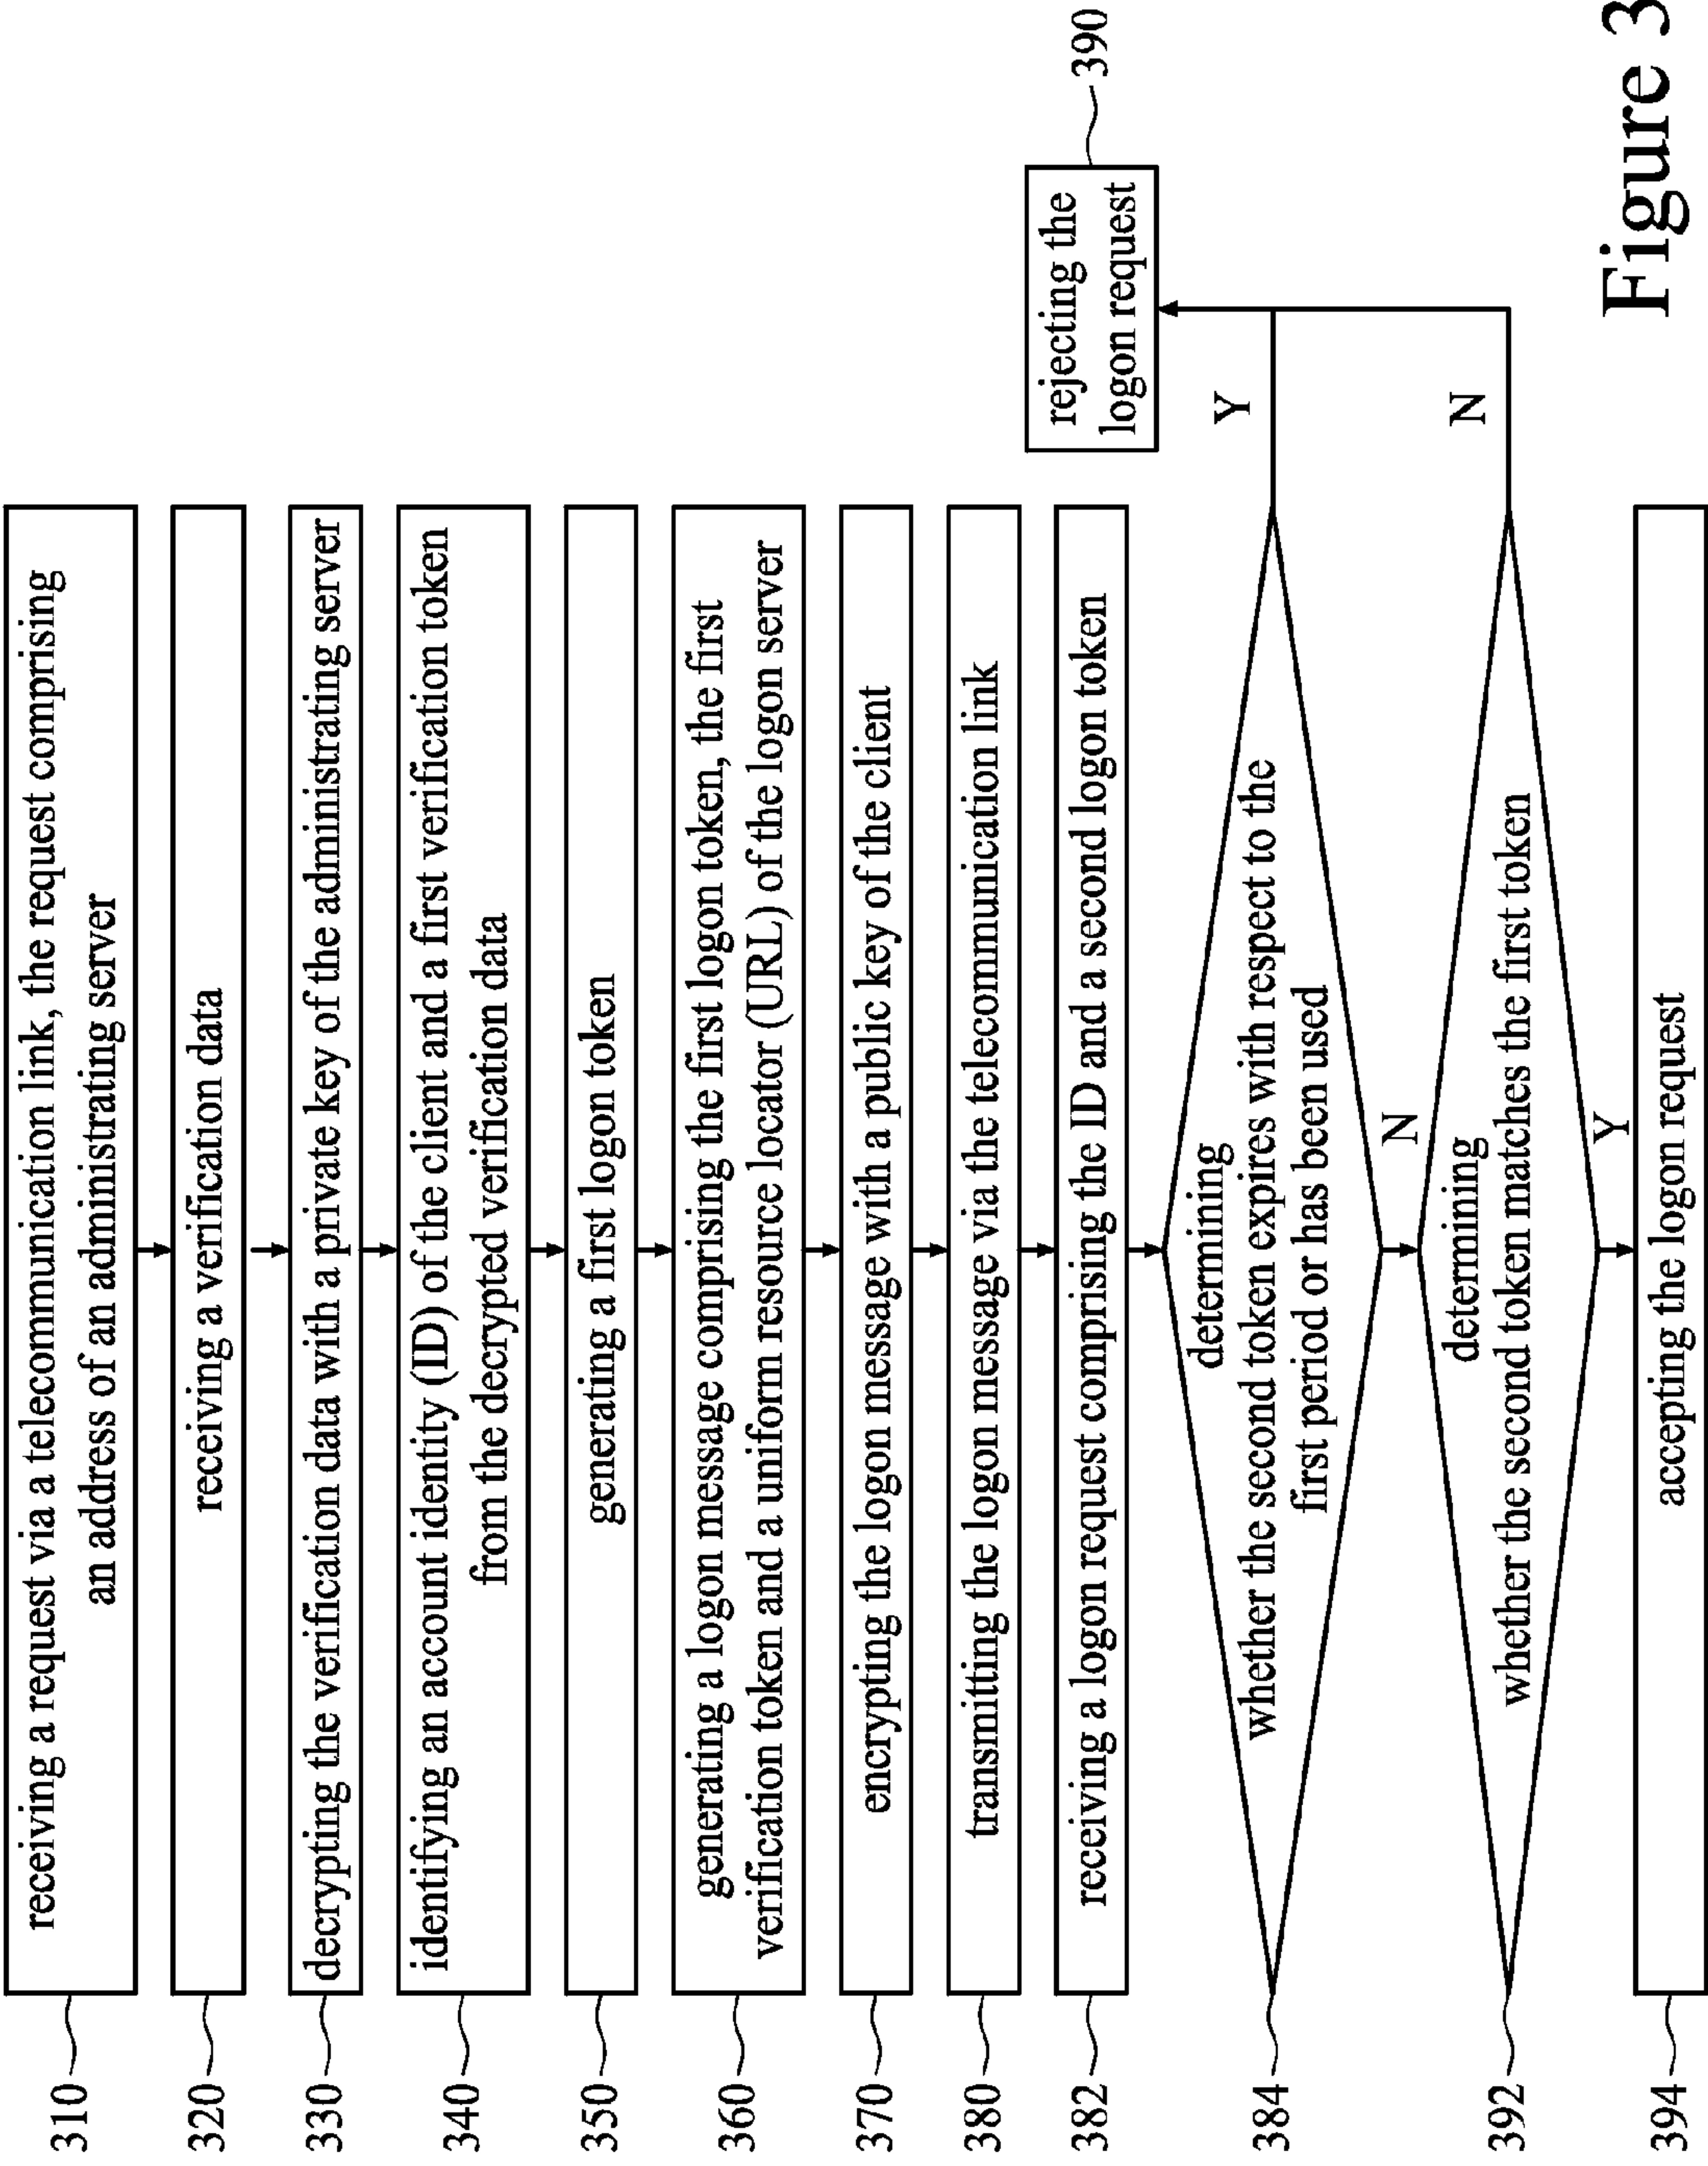 310
receiving a request via a telecommunication link, the request comprising
an address of an administrating server
320
receiving a verification data
330
decrypting the verification data with a private key of the administrating server
340
identifying an account identity (ID) of the client and a first verification token
from the decrypted verification data
350
generating a first logon token
360
generating a logon message comprising the first logon token, the first
verification token and a uniform resource locator (URL) of the logon server
370
encrypting the logon message with a public key of the client
380
transmitting the logon message via the telecommunication link
382
receiving a logon request comprising the ID and a second logon token
384
determining
whether the second token expires with respect to the
first period or has been used
Y
N
rejecting the
logon request
390
392
determining
whether the second token matches the first token
N
Y
394
accepting the logon request
Figure 3